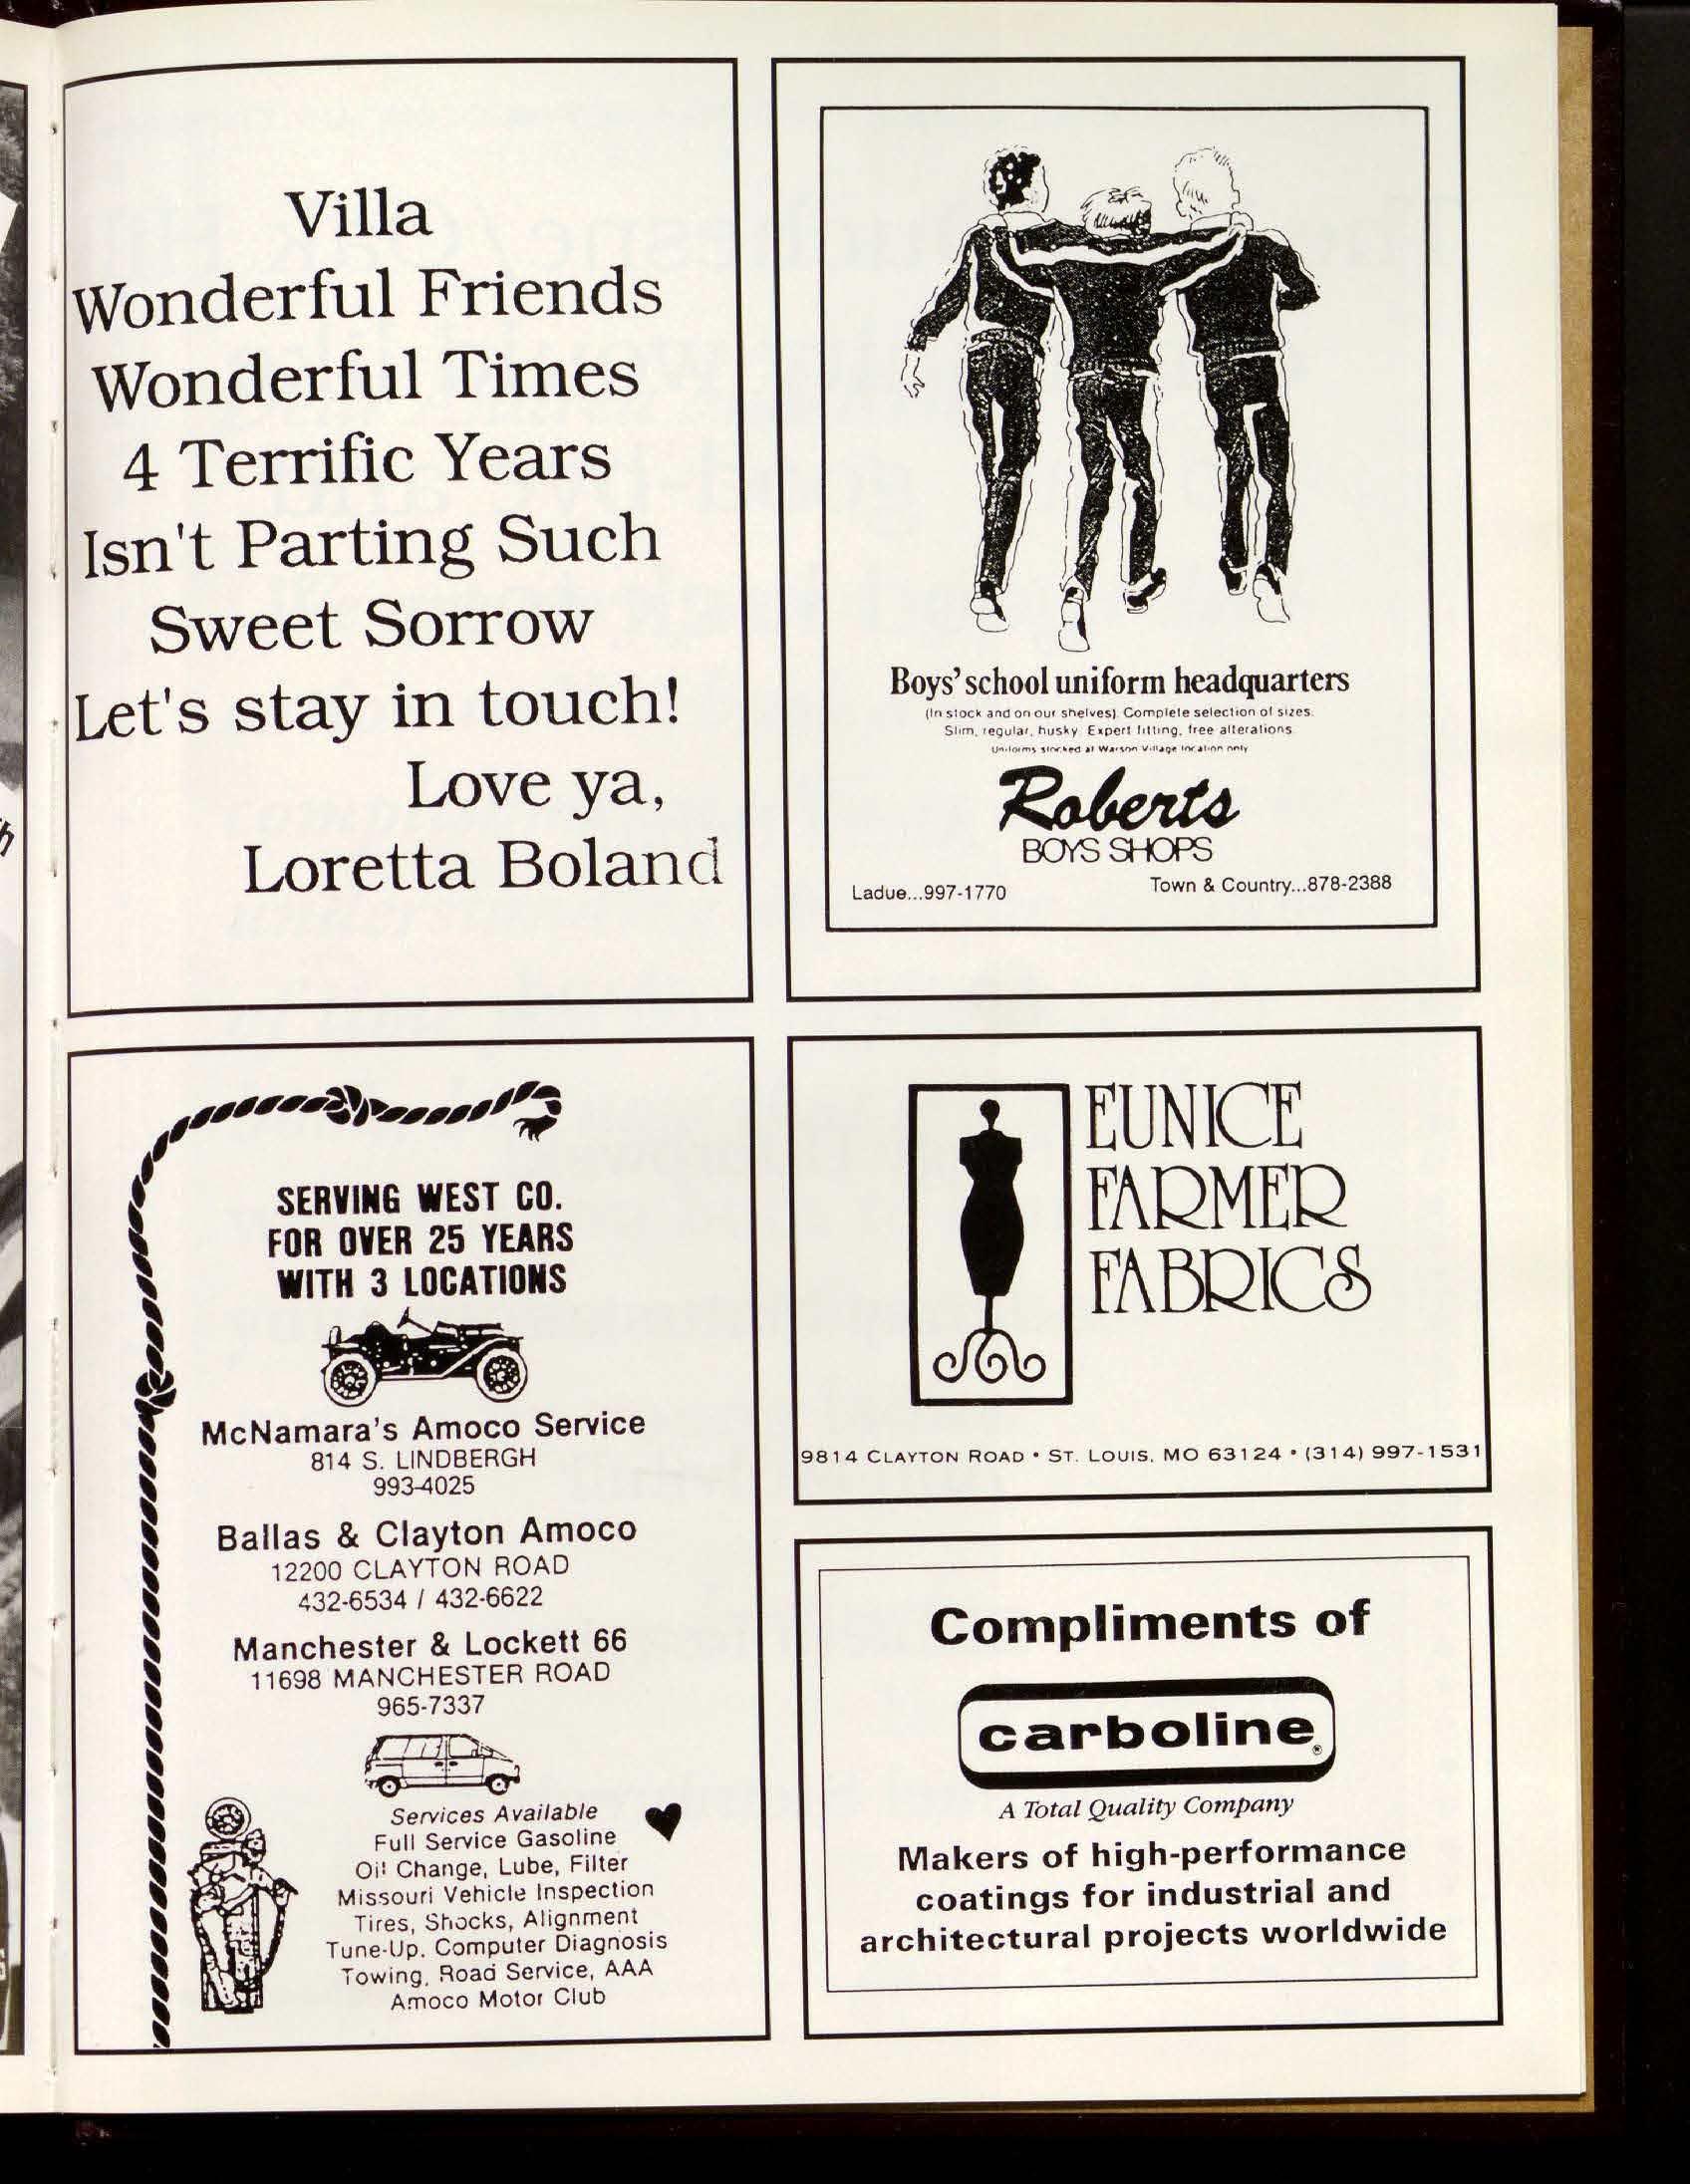 Villa
Wonderful Friends
Wonderful Times
4 Terrific Years
Isn't Parting Such
Sweet Sorrow
Let's stay in touch!
Love ya,
Loretta Boland
Boys' school uniform headquarters
(In stock and on our shelves) Complete selection of sizes.
Slim, regular, husky. Expert fitting, free alterations
Uniforms stocked at Warson Village location only
Roberts
BOYS SHOPS
Ladue...997-1770
Town & Country...878-2388
SERVING WEST CO.
FOR OVER 25 YEARS
WITH 3 LOCATIONS
McNamara's Amoco Service
814 S. LINDBERGH
993-4025
Ballas & Clayton Amoco
12200 CLAYTON ROAD
432-6534 / 432-6622
Manchester & Lockett 66
11698 MANCHESTER ROAD
965-7337
Services Available
Full Service Gasoline
Oil Change, Lube, Filter
Missouri Vehicle Inspection
Tires, Shocks, Alignment
Tune-Up, Computer Diagnosis
Towing, Road Service, AAA
Amoco Motor Club
EUNICE
FARMER
FABRICS
9814 CLAYTON ROAD • ST. LOUIS, MO 63124 • (314) 997-1531
Compliments of
carboline®
A Total Quality Company
Makers of high-performance
coatings for industrial and
architectural projects worldwide